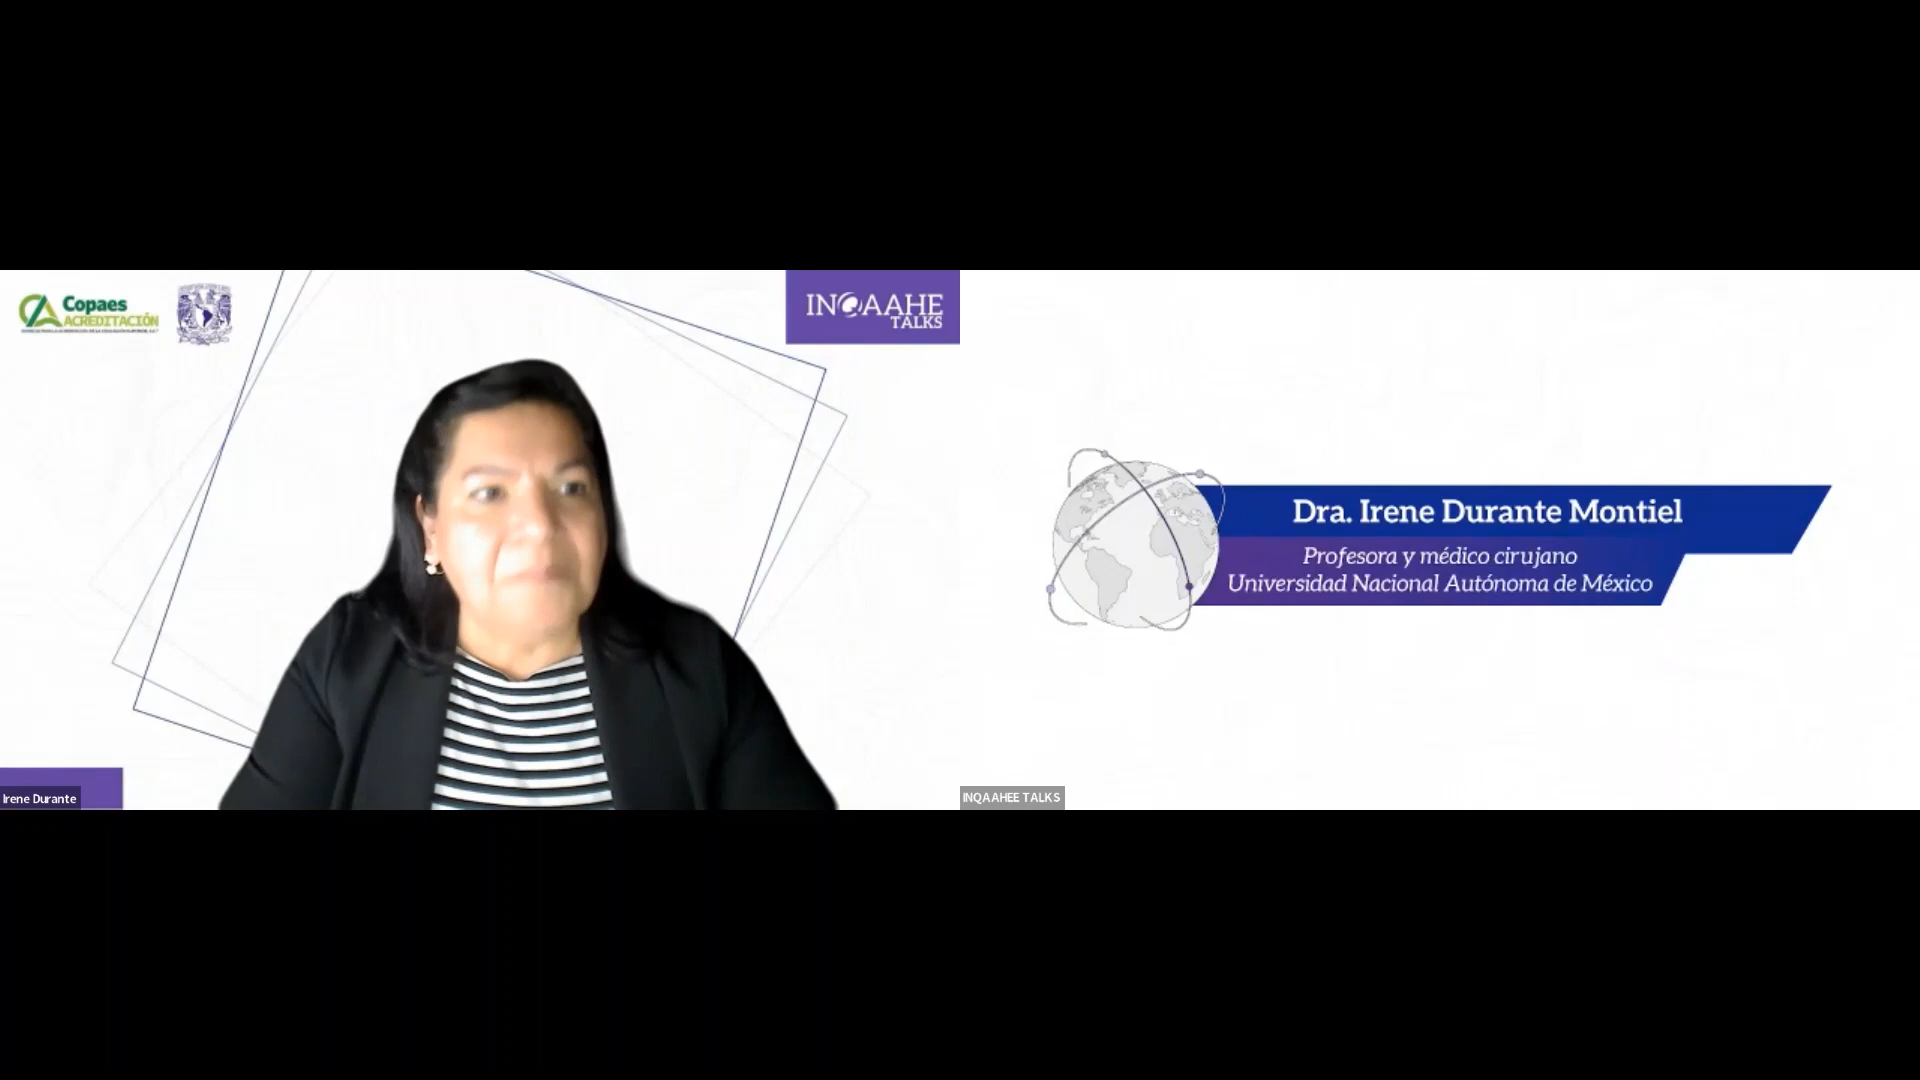 Copaes
ACREDITACIÓN
INQAAHE
TALKS
Irene Durante
Dra. Irene Durante Montiel
Profesora y médico cirujano
Universidad Nacional Autónoma de México
INQAAHEE TALKS